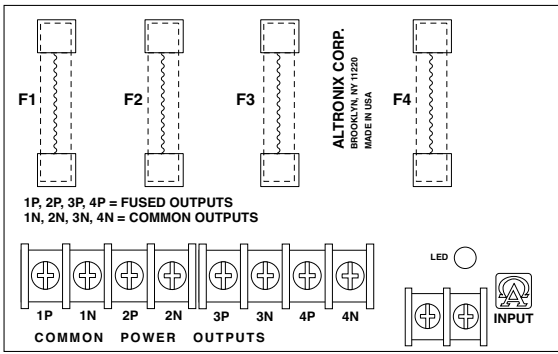 F1
F2
F3
F4
ALTRONIX CORP.
BROOKLYN, NY 11220
MADE IN USA
1P, 2P, 3P, 4P = FUSED OUTPUTS
1N, 2N, 3N, 4N = COMMON OUTPUTS
LED
1P 1N 2P 2N 3P 3N 4P 4N
INPUT
COMMON POWER OUTPUTS